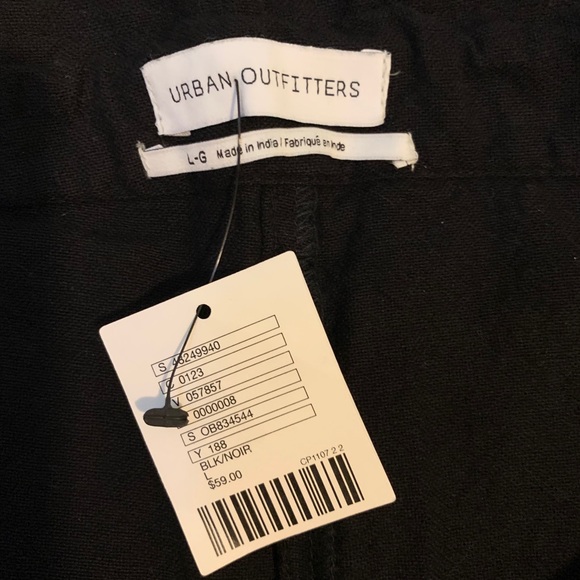 URBAN OUTFITTERS
L-G Made in India / Fabriqué en Inde
S 46249940
C 0123
V 057857
0000008
S OB834544
Y 188
BLK/NOIR
L
$59.00
CP1107 2 2